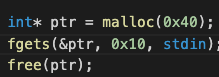 int* ptr = malloc(0x40);
fgets(&ptr, 0x10, stdin);
free(ptr);